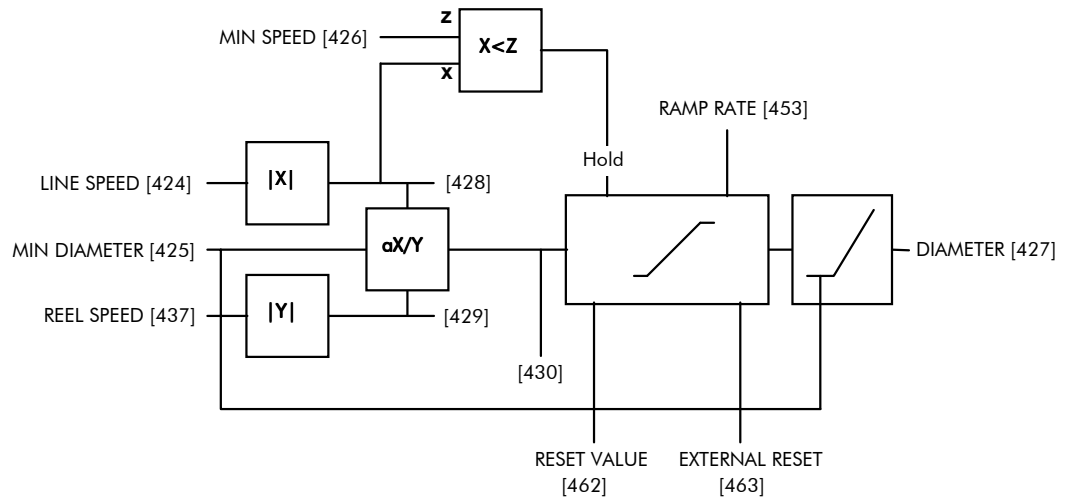 z
MIN SPEED [426]
X<Z
x
RAMP RATE [453]
Hold
LINE SPEED [424]
|X|
[428]
MIN DIAMETER [425]
aX/Y
DIAMETER [427]
REEL SPEED [437]
|Y|
[429]
[430]
RESET VALUE
[462]
EXTERNAL RESET
[463]